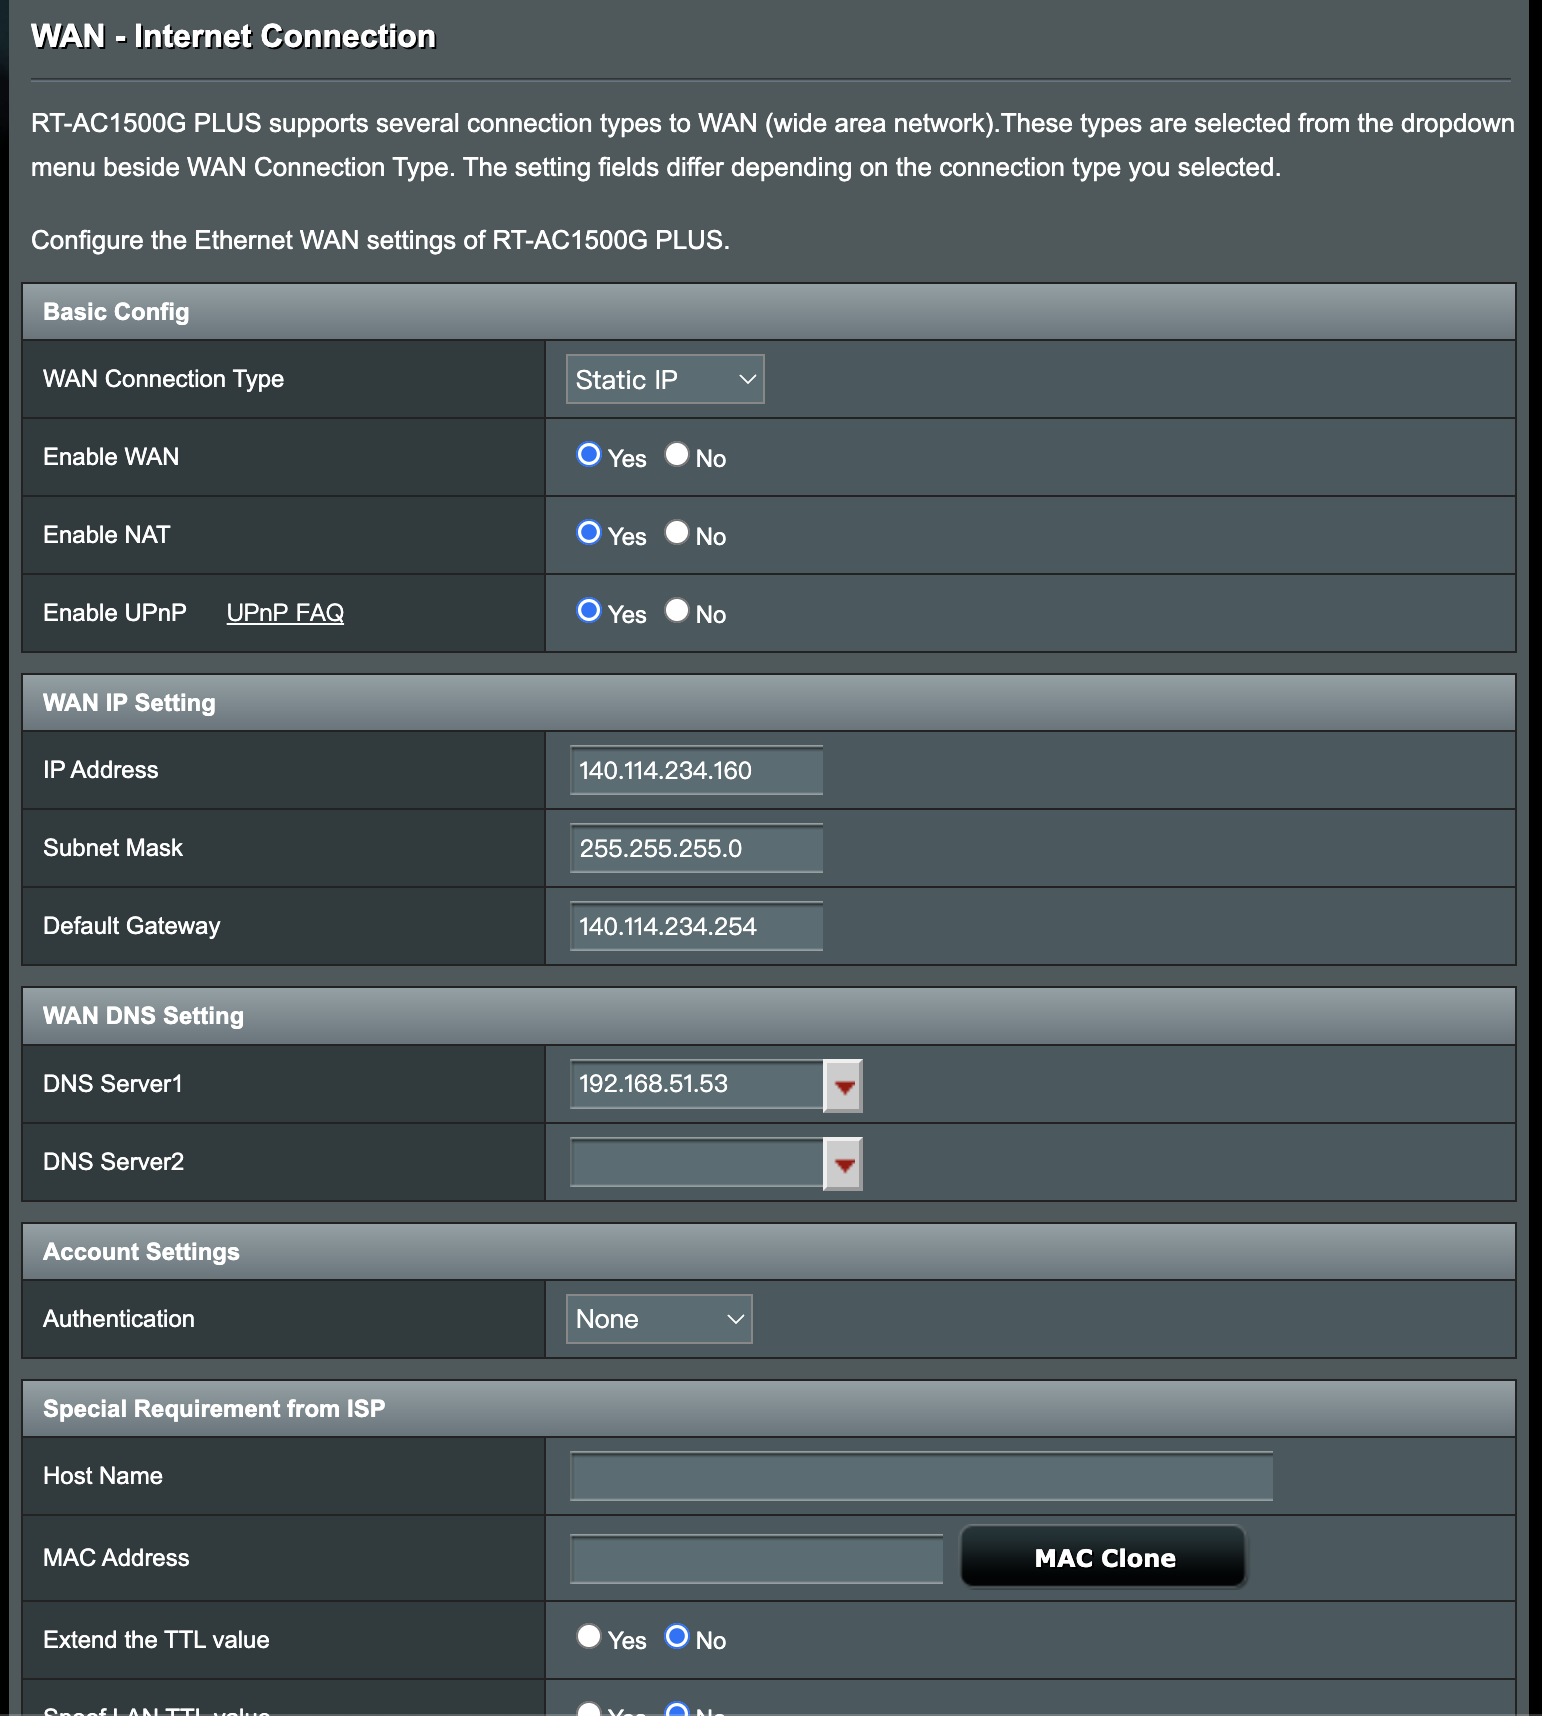 WAN - Internet Connection
RT-AC1500G PLUS supports several connection types to WAN (wide area network).These types are selected from the dropdown
menu beside WAN Connection Type. The setting fields differ depending on the connection type you selected.
Configure the Ethernet WAN settings of RT-AC1500G PLUS.
Basic Config
WAN Connection Type Static IP
Enable WAN Yes No
Enable NAT Yes No
Enable UPnP UPnP FAQ Yes No
WAN IP Setting
IP Address 140.114.234.160
Subnet Mask 255.255.255.0
Default Gateway 140.114.234.254
WAN DNS Setting
DNS Server1 192.168.51.53
DNS Server2
Account Settings
Authentication None
Special Requirement from ISP
Host Name
MAC Address MAC Clone
Extend the TTL value Yes No
Spoof LAN TTL value Yes No